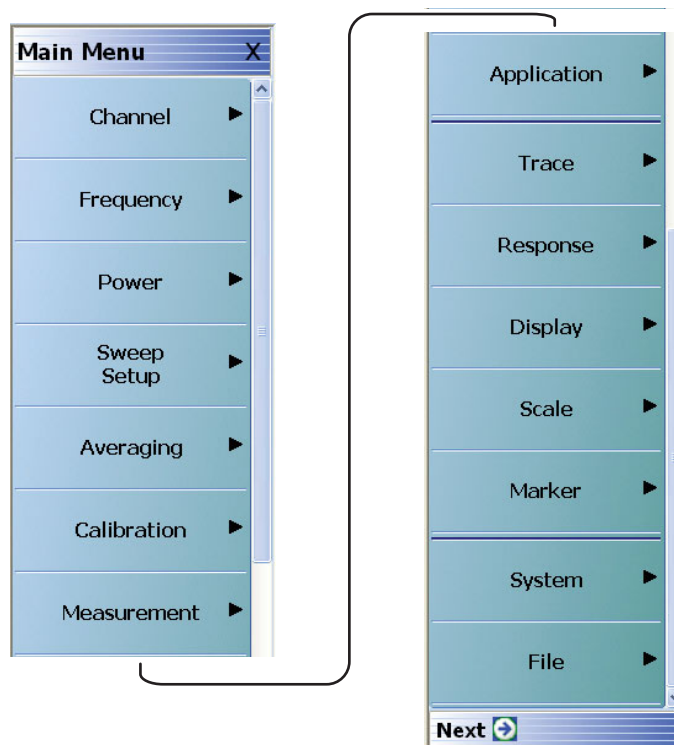 Main Menu X
Channel
Frequency
Power
Sweep
Setup
Averaging
Calibration
Measurement
Application
Trace
Response
Display
Scale
Marker
System
File
Next